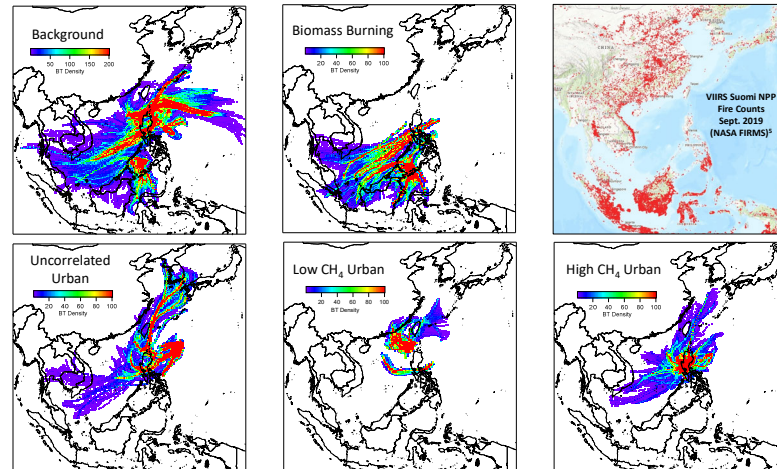 Background
50 100 150 200
BT Density
Biomass Burning
20 40 60 80 100
BT Density
CHINA
VIIRS Suomi NPP
Fire Counts
Sept. 2019
(NASA FIRMS)⁵
Uncorrelated
Urban
20 40 60 80 100
BT Density
Low CH₄ Urban
20 40 60 80 100
BT Density
High CH₄ Urban
20 40 60 80 100
BT Density